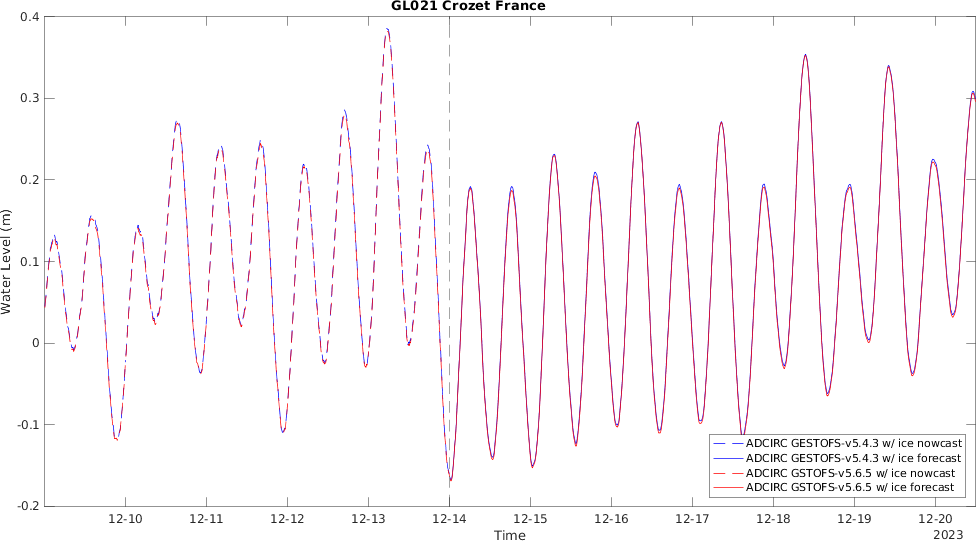 GL021 Crozet France
Water Level (m)
0.4
0.3
0.2
0.1
0
-0.1
-0.2
12-10
12-11
12-12
12-13
12-14
12-15
12-16
12-17
12-18
12-19
12-20
2023
Time
ADCIRC GESTOFS-v5.4.3 w/ ice nowcast
ADCIRC GESTOFS-v5.4.3 w/ ice forecast
ADCIRC GSTOFS-v5.6.5 w/ ice nowcast
ADCIRC GSTOFS-v5.6.5 w/ ice forecast